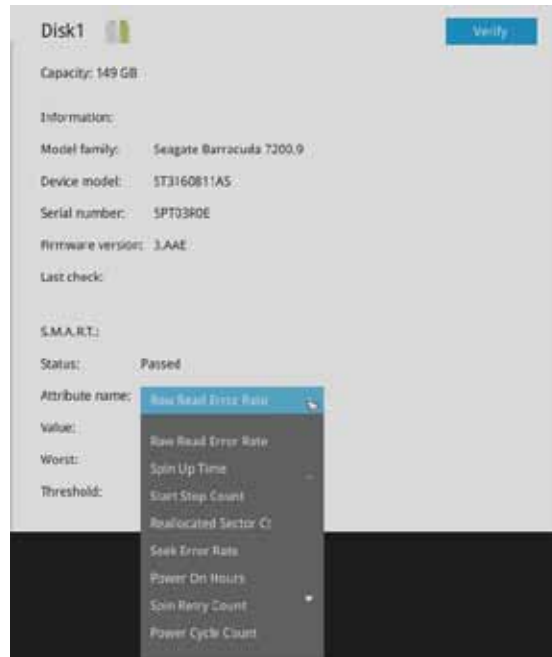 Disk1
Verify
Capacity: 149 GB
Information:
Model family: Seagate Barracuda 7200.9
Device model: ST3160811AS
Serial number: 5PT03R0E
Firmware version: 3.AAE
Last check:
S.M.A.R.T.:
Status: Passed
Attribute name: Raw Read Error Rate
Value:
Raw Read Error Rate
Worst:
Spin Up Time
Threshold:
Start Stop Count
Reallocated Sector Ct
Seek Error Rate
Power On Hours
Spin Retry Count
Power Cycle Count